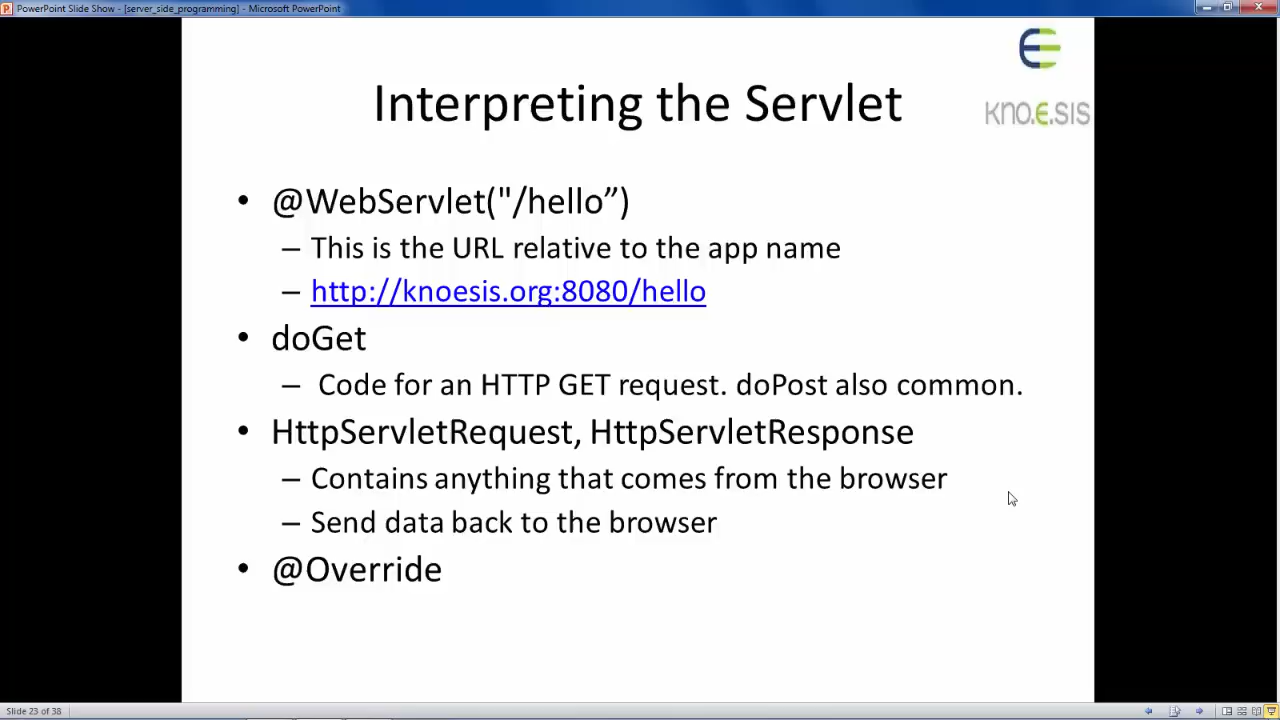 PowerPoint Slide Show - [server_side_programming] - Microsoft PowerPoint
KNO.E.SIS
Interpreting the Servlet
• @WebServlet("/hello”)
– This is the URL relative to the app name
– http://knoesis.org:8080/hello
• doGet
– Code for an HTTP GET request. doPost also common.
• HttpServletRequest, HttpServletResponse
– Contains anything that comes from the browser
– Send data back to the browser
• @Override
Slide 23 of 38